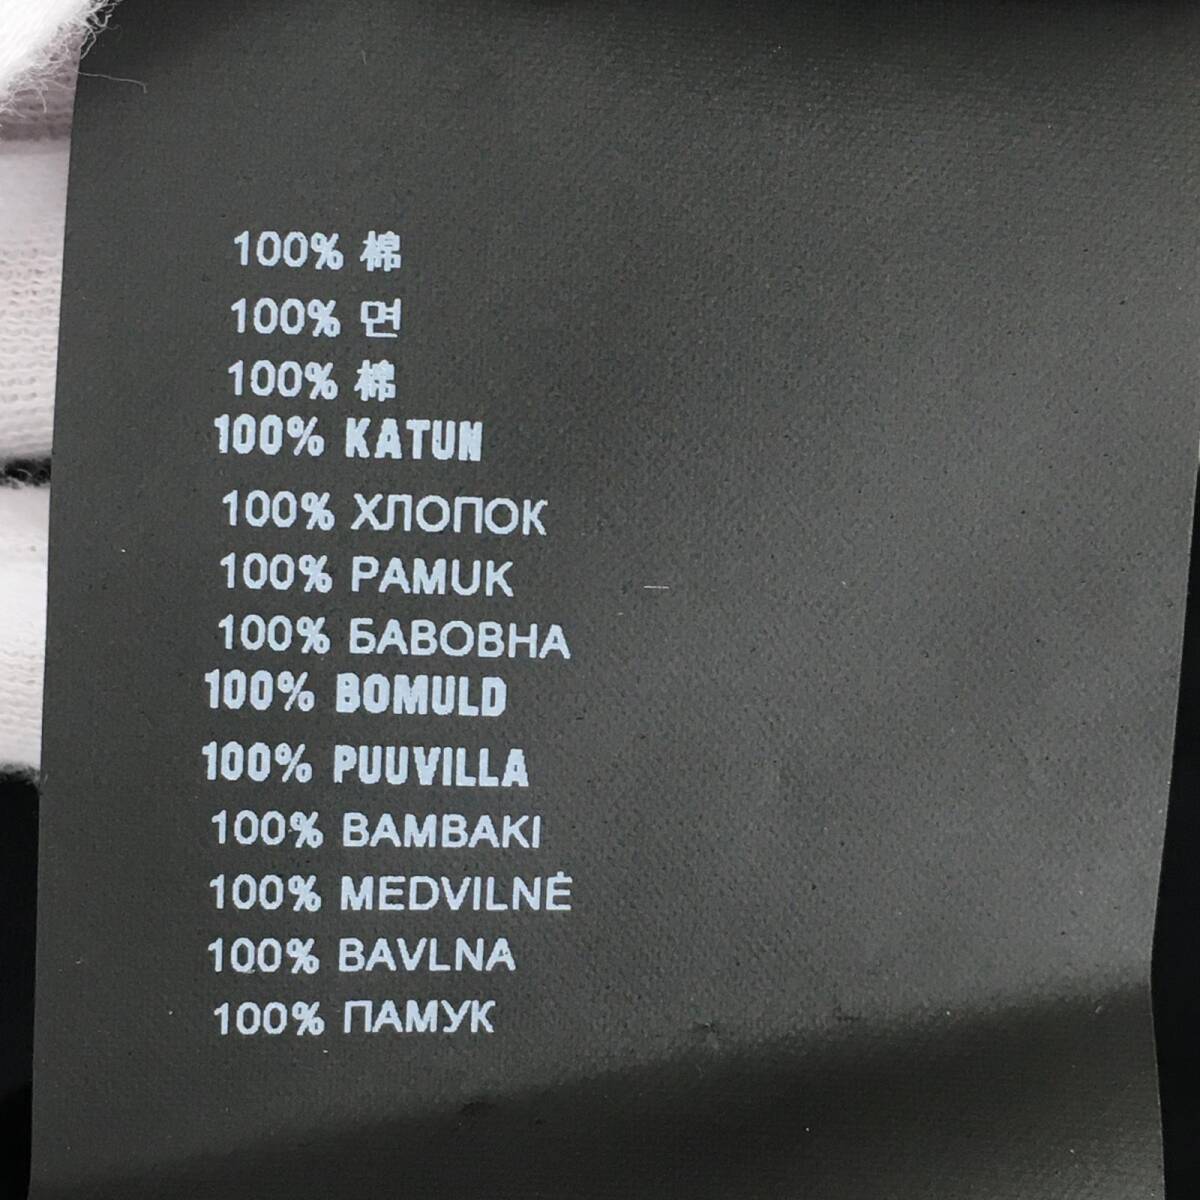 100% 棉
100% 면
100% 棉
100% KATUN
100% ХЛОПОК
100% PAMUK
100% БАВОВНА
100% BOMULD
100% PUUVILLA
100% BAMBAKI
100% MEDVILNĖ
100% BAVLNA
100% ПАМУК